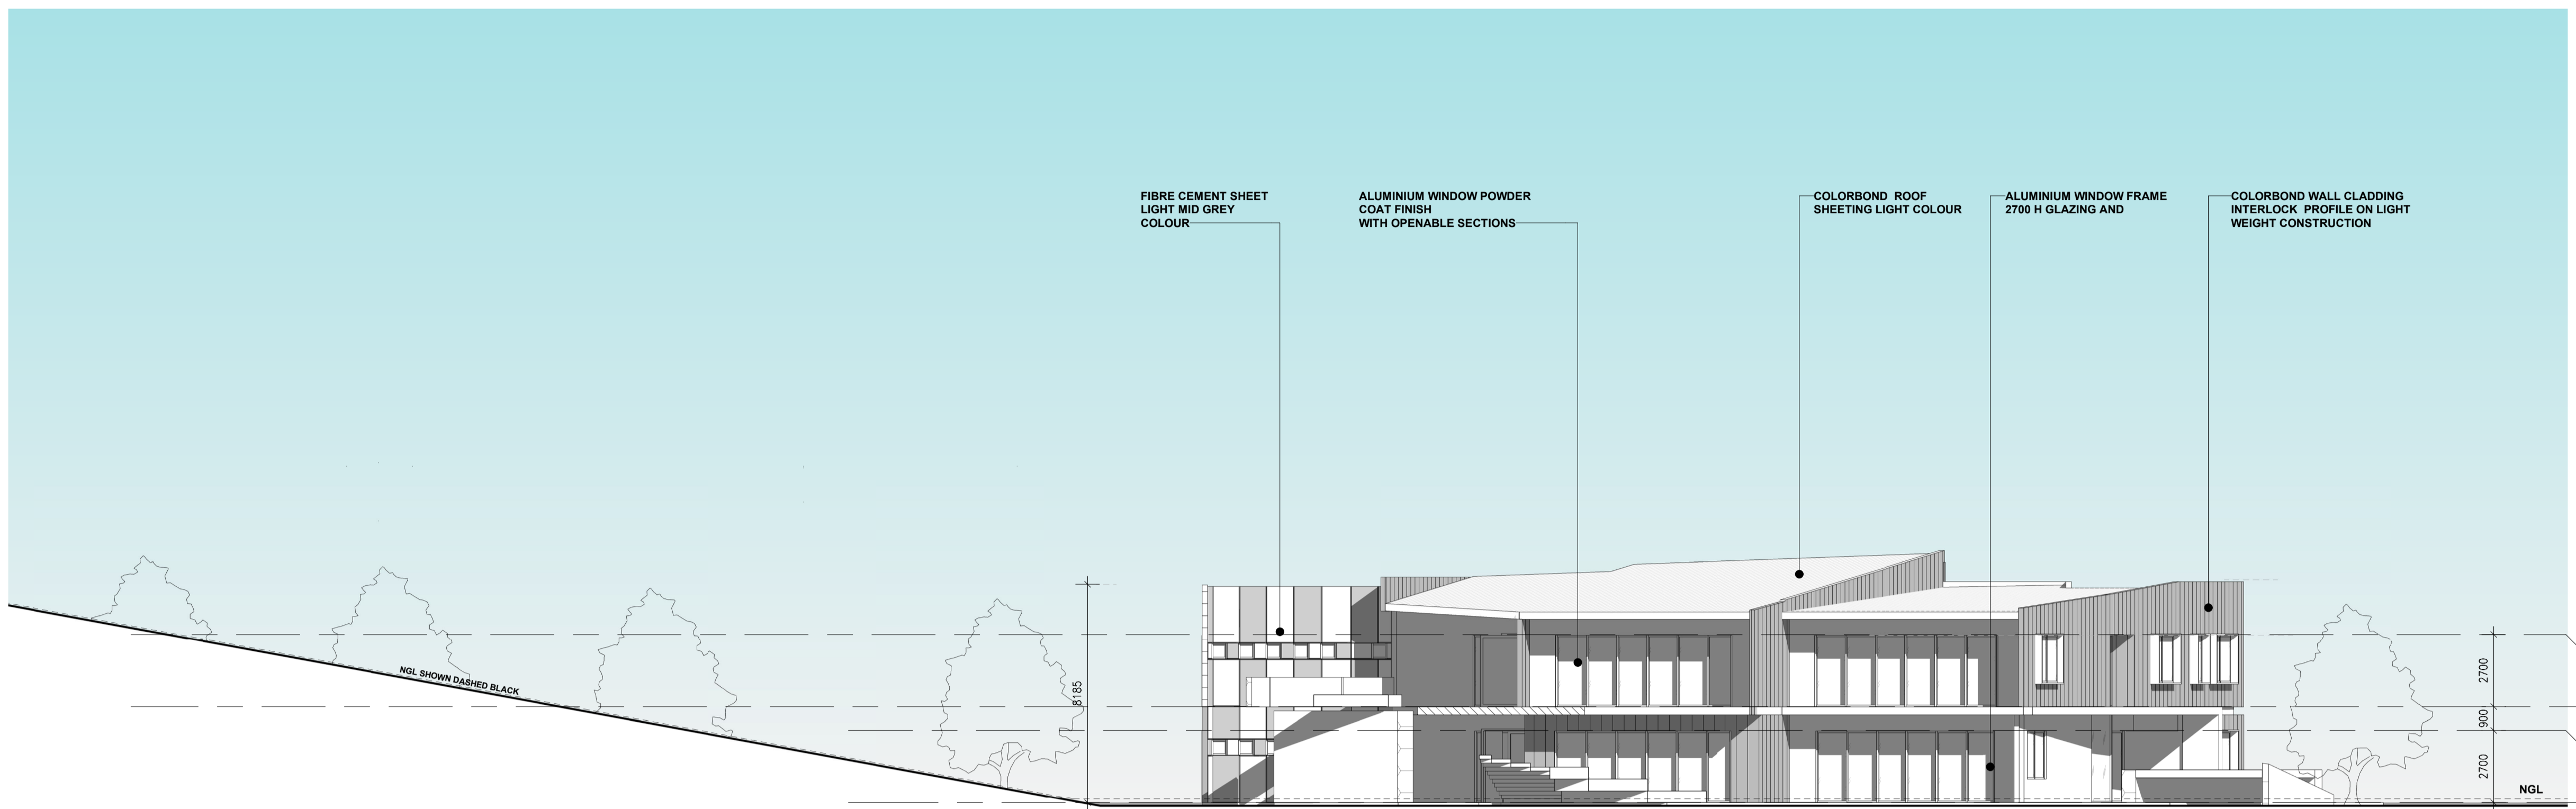 FIBRE CEMENT SHEET
LIGHT MID GREY
COLOUR
ALUMINIUM WINDOW POWDER
COAT FINISH
WITH OPENABLE SECTIONS
COLORBOND ROOF
SHEETING LIGHT COLOUR
ALUMINIUM WINDOW FRAME
2700 H GLAZING AND
COLORBOND WALL CLADDING
INTERLOCK PROFILE ON LIGHT
WEIGHT CONSTRUCTION
NGL SHOWN DASHED BLACK
8185
2700
900
2700
NGL